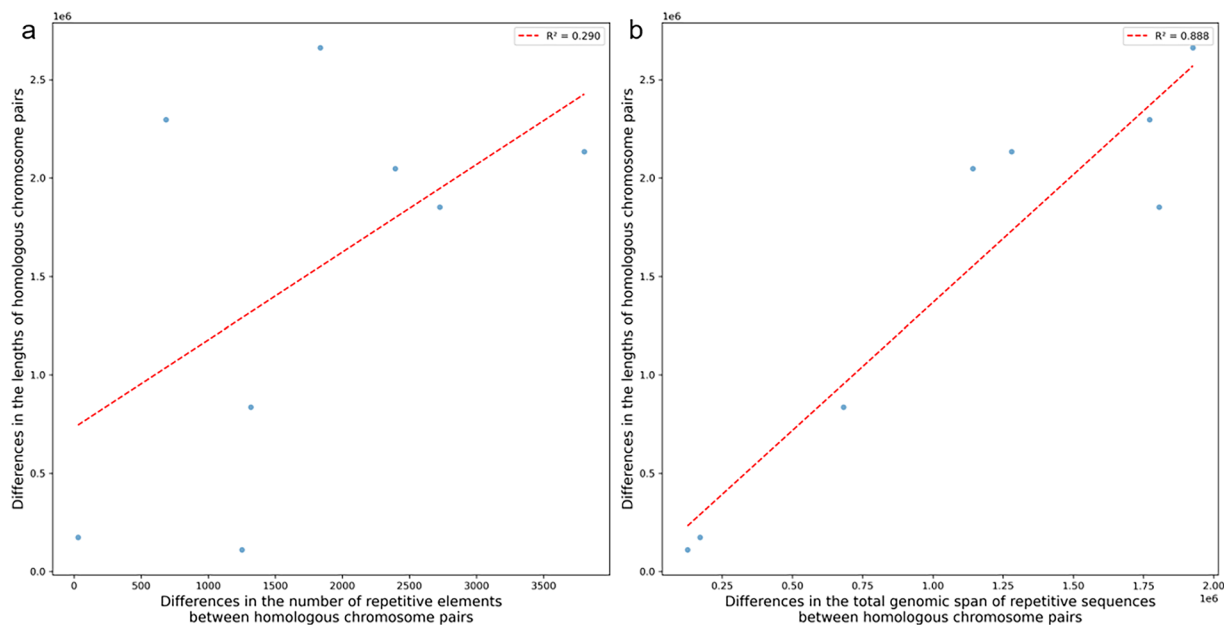 a
1e6
R² = 0.290
2.5
2.0
1.5
1.0
0.5
0.0
Differences in the lengths of homologous chromosome pairs
0
500
1000
1500
2000
2500
3000
3500
Differences in the number of repetitive elements
between homologous chromosome pairs
b
1e6
R² = 0.888
2.5
2.0
1.5
1.0
0.5
0.0
Differences in the lengths of homologous chromosome pairs
0.25
0.50
0.75
1.00
1.25
1.50
1.75
2.00
1e6
Differences in the total genomic span of repetitive sequences
between homologous chromosome pairs